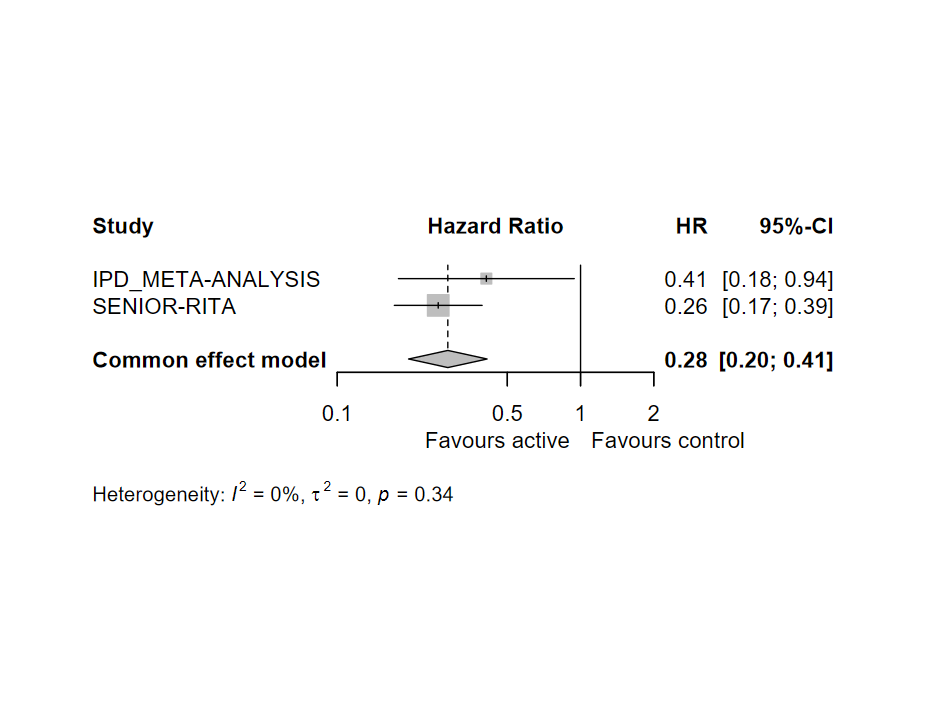 Study Hazard Ratio HR 95%-CI
IPD_META-ANALYSIS 0.41 [0.18; 0.94]
SENIOR-RITA 0.26 [0.17; 0.39]
Common effect model 0.28 [0.20; 0.41]
0.1 0.5 1 2
Favours active Favours control
Heterogeneity: I² = 0%, τ² = 0, p = 0.34